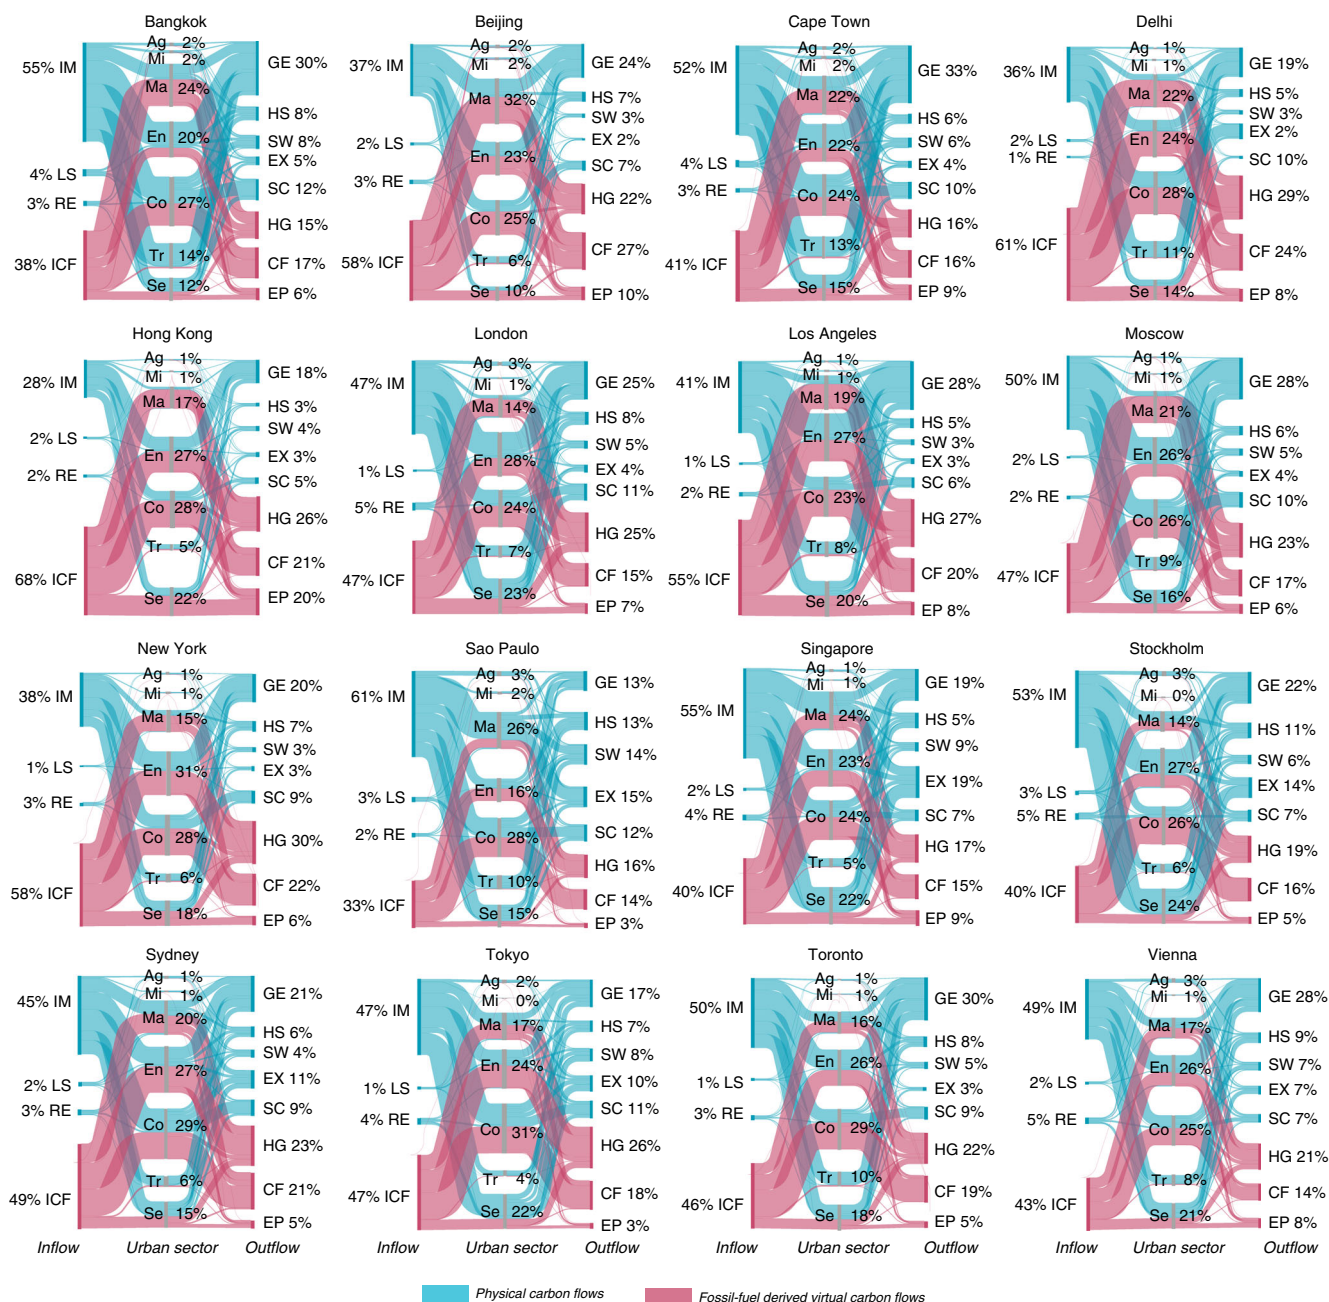 Bangkok
55% IM
4% LS
3% RE
38% ICF
Ag 2%
Mi 2%
Ma 24%
En 20%
Co 27%
Tr 14%
Se 12%
GE 30%
HS 8%
SW 8%
EX 5%
SC 12%
HG 15%
CF 17%
EP 6%
Beijing
37% IM
2% LS
3% RE
58% ICF
Ag 2%
Mi 2%
Ma 32%
En 23%
Co 25%
Tr 6%
Se 10%
GE 24%
HS 7%
SW 3%
EX 2%
SC 7%
HG 22%
CF 27%
EP 10%
Cape Town
52% IM
4% LS
3% RE
41% ICF
Ag 2%
Mi 2%
Ma 22%
En 22%
Co 24%
Tr 13%
Se 15%
GE 33%
HS 6%
SW 6%
EX 4%
SC 10%
HG 16%
CF 16%
EP 9%
Delhi
36% IM
2% LS
1% RE
61% ICF
Ag 1%
Mi 1%
Ma 22%
En 24%
Co 28%
Tr 11%
Se 14%
GE 19%
HS 5%
SW 3%
EX 2%
SC 10%
HG 29%
CF 24%
EP 8%
Hong Kong
28% IM
2% LS
2% RE
68% ICF
Ag 1%
Mi 1%
Ma 17%
En 27%
Co 28%
Tr 5%
Se 22%
GE 18%
HS 3%
SW 4%
EX 3%
SC 5%
HG 26%
CF 21%
EP 20%
London
47% IM
1% LS
5% RE
47% ICF
Ag 3%
Mi 1%
Ma 14%
En 28%
Co 24%
Tr 7%
Se 23%
GE 25%
HS 8%
SW 5%
EX 4%
SC 11%
HG 25%
CF 15%
EP 7%
Los Angeles
41% IM
1% LS
2% RE
55% ICF
Ag 1%
Mi 1%
Ma 19%
En 27%
Co 23%
Tr 8%
Se 20%
GE 28%
HS 5%
SW 3%
EX 3%
SC 6%
HG 27%
CF 20%
EP 8%
Moscow
50% IM
2% LS
2% RE
47% ICF
Ag 1%
Mi 1%
Ma 21%
En 26%
Co 26%
Tr 9%
Se 16%
GE 28%
HS 6%
SW 5%
EX 4%
SC 10%
HG 23%
CF 17%
EP 6%
New York
38% IM
1% LS
3% RE
58% ICF
Ag 1%
Mi 1%
Ma 15%
En 31%
Co 28%
Tr 6%
Se 18%
GE 20%
HS 7%
SW 3%
EX 3%
SC 9%
HG 30%
CF 22%
EP 6%
Sao Paulo
61% IM
3% LS
2% RE
33% ICF
Ag 3%
Mi 2%
Ma 26%
En 16%
Co 28%
Tr 10%
Se 15%
GE 13%
HS 13%
SW 14%
EX 15%
SC 12%
HG 16%
CF 14%
EP 3%
Singapore
55% IM
2% LS
4% RE
40% ICF
Ag 1%
Mi 1%
Ma 24%
En 23%
Co 24%
Tr 5%
Se 22%
GE 19%
HS 5%
SW 9%
EX 19%
SC 7%
HG 17%
CF 15%
EP 9%
Stockholm
53% IM
3% LS
5% RE
40% ICF
Ag 3%
Mi 0%
Ma 14%
En 27%
Co 26%
Tr 6%
Se 24%
GE 22%
HS 11%
SW 6%
EX 14%
SC 7%
HG 19%
CF 16%
EP 5%
Sydney
45% IM
2% LS
3% RE
49% ICF
Ag 1%
Mi 1%
Ma 20%
En 27%
Co 29%
Tr 6%
Se 15%
GE 21%
HS 6%
SW 4%
EX 11%
SC 9%
HG 23%
CF 21%
EP 5%
Tokyo
47% IM
1% LS
4% RE
47% ICF
Ag 2%
Mi 0%
Ma 17%
En 24%
Co 31%
Tr 4%
Se 22%
GE 17%
HS 7%
SW 8%
EX 10%
SC 11%
HG 26%
CF 18%
EP 3%
Toronto
50% IM
1% LS
3% RE
46% ICF
Ag 1%
Mi 1%
Ma 16%
En 26%
Co 29%
Tr 10%
Se 18%
GE 30%
HS 8%
SW 5%
EX 3%
SC 9%
HG 22%
CF 19%
EP 5%
Vienna
49% IM
2% LS
5% RE
43% ICF
Ag 3%
Mi 1%
Ma 17%
En 26%
Co 25%
Tr 8%
Se 21%
GE 28%
HS 9%
SW 7%
EX 7%
SC 7%
HG 21%
CF 14%
EP 8%
Inflow Urban sector Outflow
Inflow Urban sector Outflow
Inflow Urban sector Outflow
Inflow Urban sector Outflow
Physical carbon flows
Fossil-fuel derived virtual carbon flows